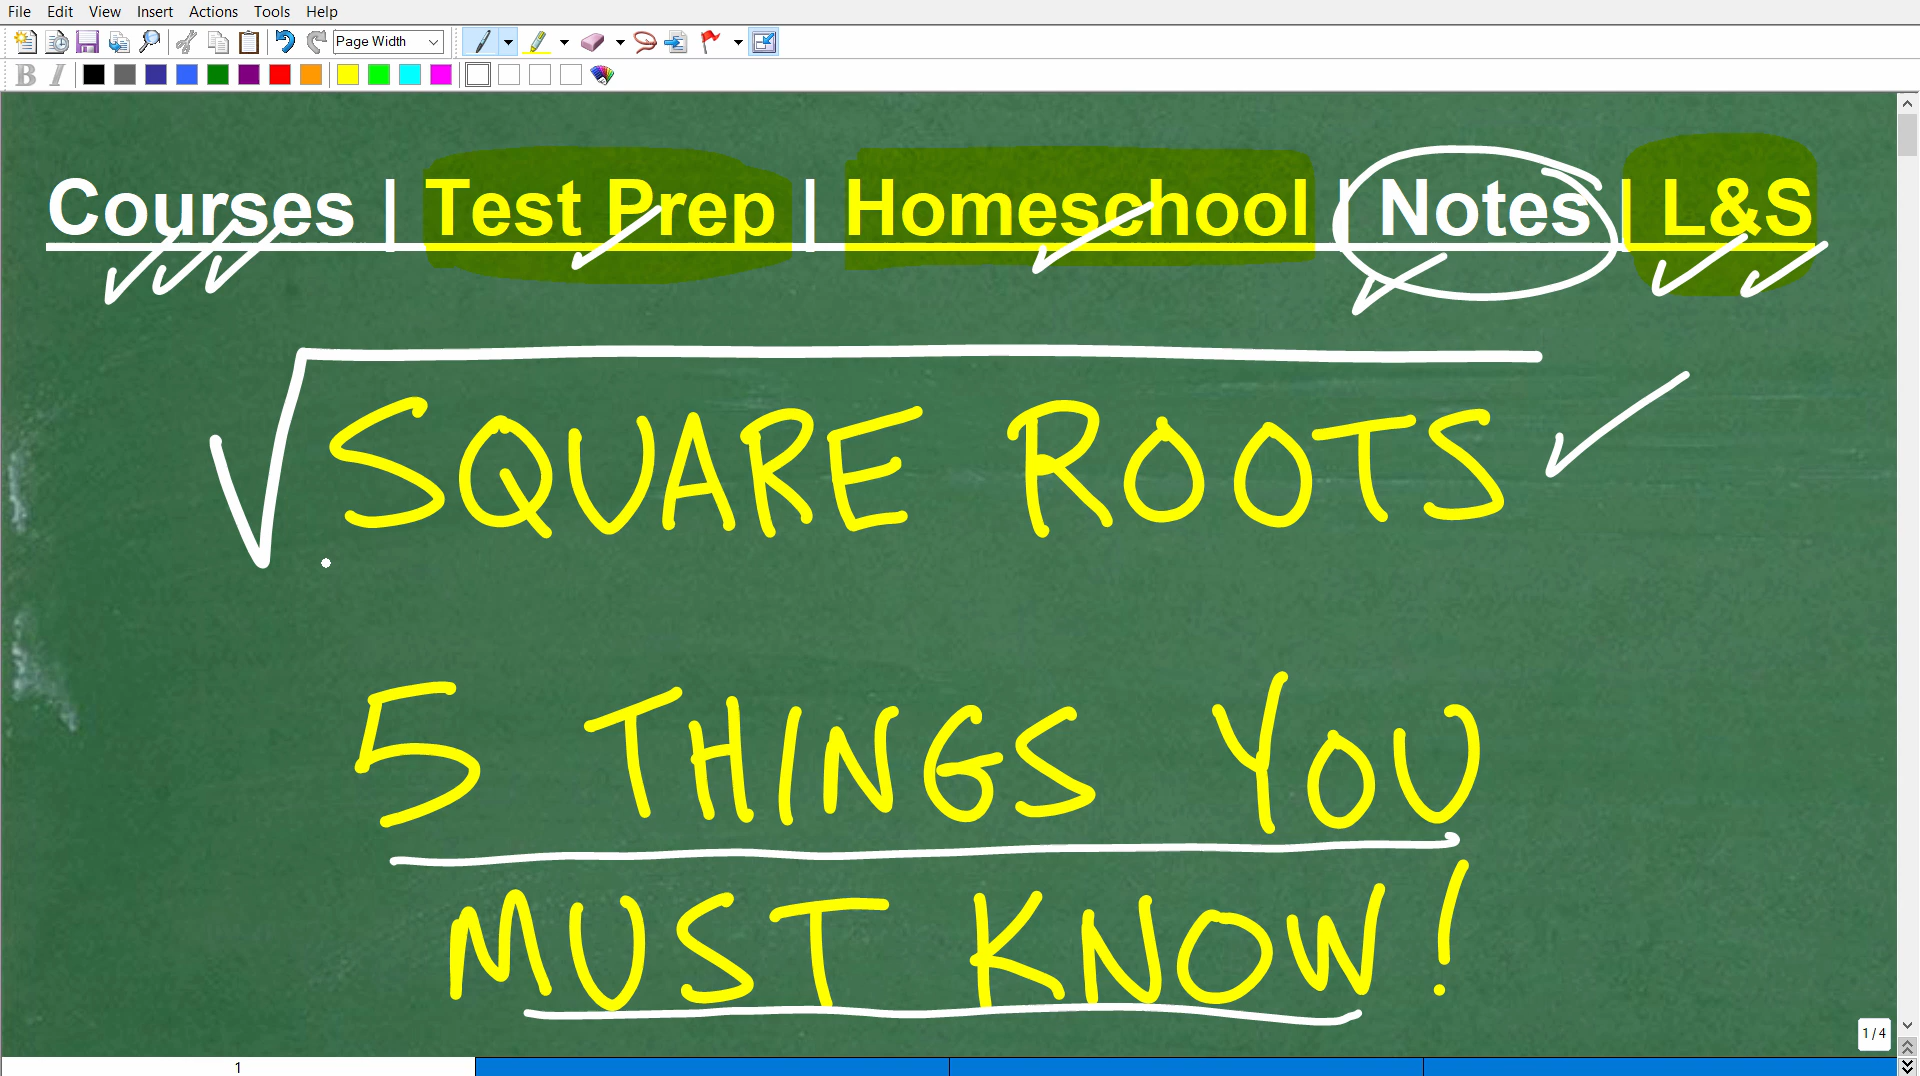 File Edit View Insert Actions Tools Help
Page Width
B I
Courses | Test Prep | Homeschool | Notes | L&S
√SQUARE ROOTS
5 THINGS YOU
MUST KNOW!
1 / 4
1